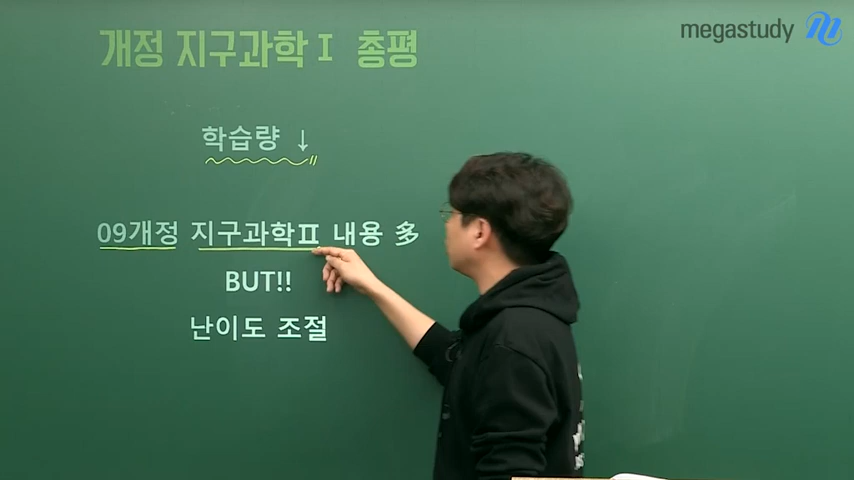 megastudy
개정 지구과학Ⅰ 총평
학습량 ↓
09개정 지구과학Ⅱ 내용 多
BUT!!
난이도 조절